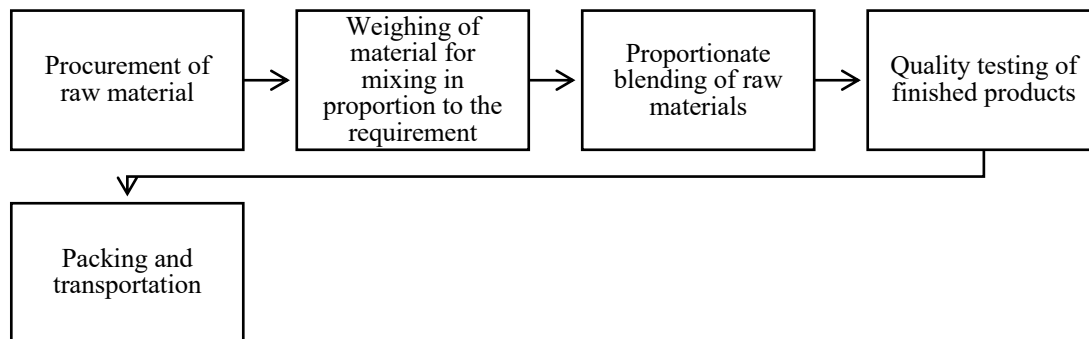 Procurement of
raw material
Weighing of
material for
mixing in
proportion to the
requirement
Proportionate
blending of raw
materials
Quality testing of
finished products
Packing and
transportation